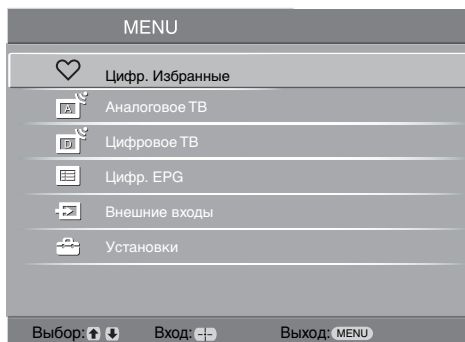 MENU
Цифр. Избранные
A Аналоговое ТВ
D Цифровое ТВ
Цифр. EPG
Внешние входы
Установки
Выбор: Вход: Выход: MENU